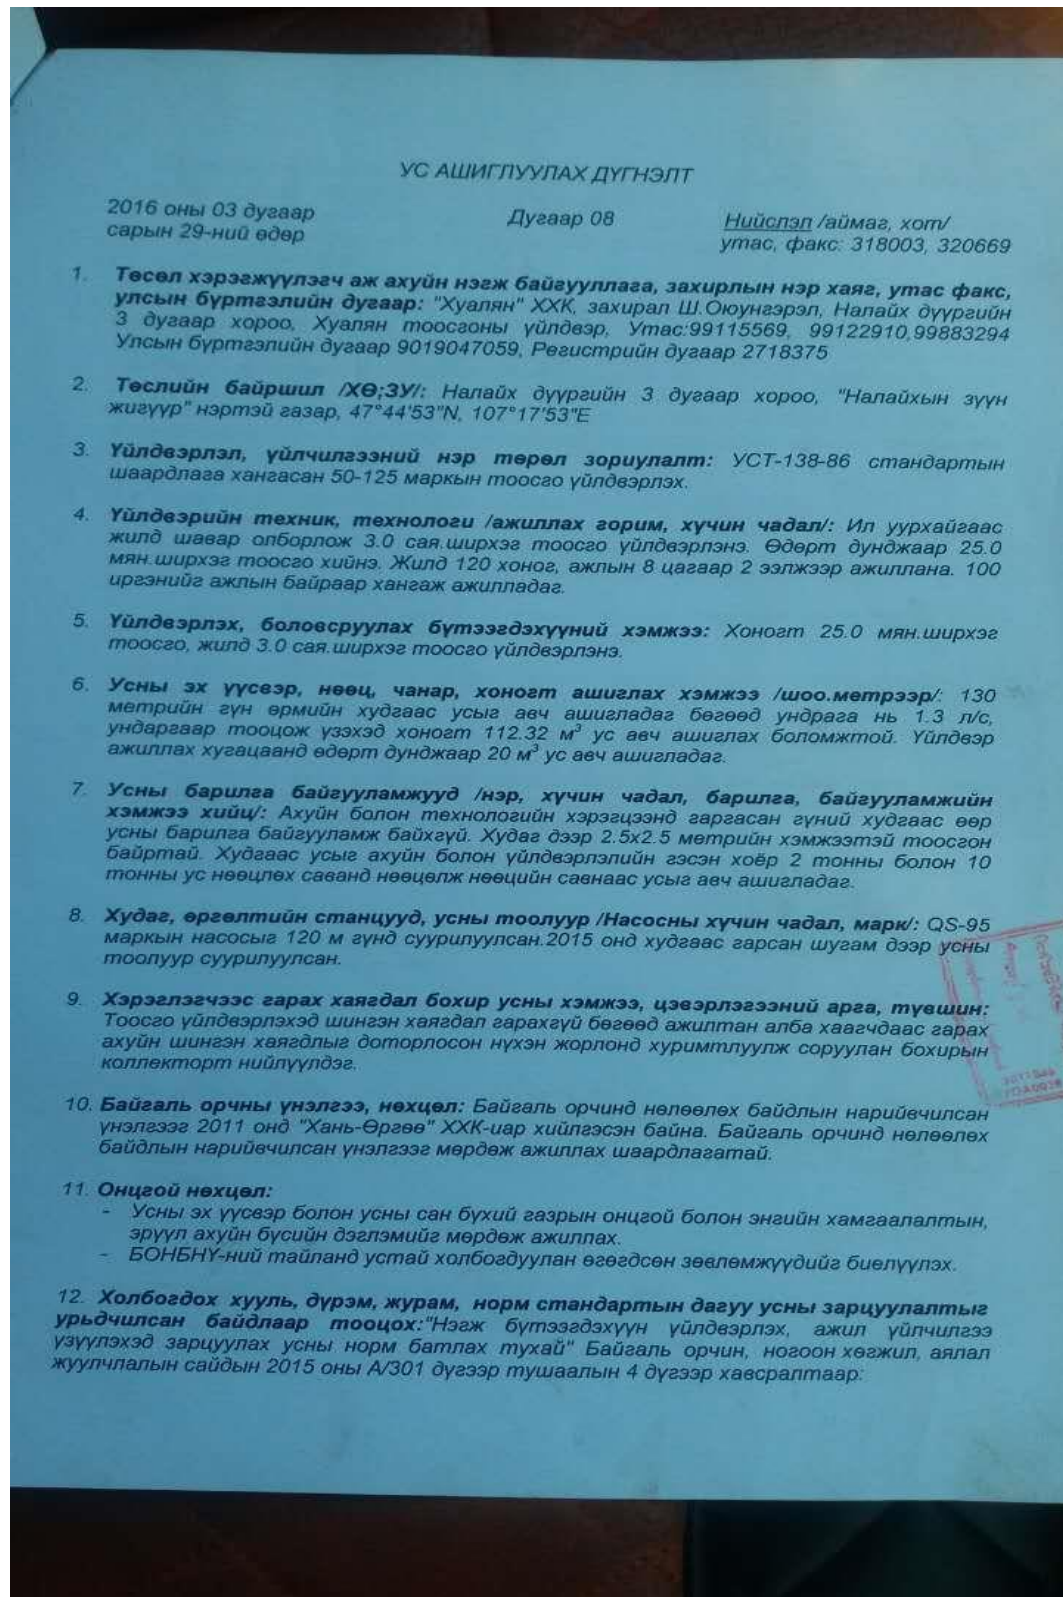 УС АШИГЛУУЛАХ ДҮГНЭЛТ
2016 оны 03 дугаар
сарын 29-ний өдөр
Дугаар 08
Нийслэл /аймаг, хот/
утас, факс: 318003, 320669
1. Төсөл хэрэгжүүлэгч аж ахуйн нэгж байгууллага, захирлын нэр хаяг, утас факс,
улсын бүртгэлийн дугаар: "Хуалян" ХХК, захирал Ш.Оюунгэрэл, Налайх дүүргийн
3 дугаар хороо, Хуалян тоосгоны үйлдвэр, Утас:99115569, 99122910,99883294
Улсын бүртгэлийн дугаар 9019047059, Регистрийн дугаар 2718375
2. Төслийн байршил /ХӨ;ЗУ/: Налайх дүүргийн 3 дугаар хороо, "Налайхын зүүн
жигүүр" нэртэй газар, 47°44'53"N, 107°17'53"E
3. Үйлдвэрлэл, үйлчилгээний нэр төрөл зориулалт: УСТ-138-86 стандартын
шаардлага хангасан 50-125 маркын тоосго үйлдвэрлэх.
4. Үйлдвэрийн техник, технологи /ажиллах горим, хүчин чадал/: Ил уурхайгаас
жилд шавар олборлож 3.0 сая.ширхэг тоосго үйлдвэрлэнэ. Өдөрт дунджаар 25.0
мян.ширхэг тоосго хийнэ. Жилд 120 хоног, ажлын 8 цагаар 2 ээлжээр ажиллана. 100
иргэнийг ажлын байраар хангаж ажилладаг.
5. Үйлдвэрлэх, боловсруулах бүтээгдэхүүний хэмжээ: Хоногт 25.0 мян.ширхэг
тоосго, жилд 3.0 сая.ширхэг тоосго үйлдвэрлэнэ.
6. Усны эх үүсвэр, нөөц, чанар, хоногт ашиглах хэмжээ /шоо.метрээр/: 130
метрийн гүн өрмийн худгаас усыг авч ашигладаг бөгөөд ундрага нь 1.3 л/с,
ундаргаар тооцож үзэхэд хоногт 112.32 м³ ус авч ашиглах боломжтой. Үйлдвэр
ажиллах хугацаанд өдөрт дунджаар 20 м³ ус авч ашигладаг.
7. Усны барилга байгууламжууд /нэр, хүчин чадал, барилга, байгууламжийн
хэмжээ хийц/: Ахуйн болон технологийн хэрэгцээнд гаргасан гүний худгаас өөр
усны барилга байгууламж байхгүй. Худаг дээр 2.5х2.5 метрийн хэмжээтэй тоосгон
байртай. Худгаас усыг ахуйн болон үйлдвэрлэлийн гэсэн хоёр 2 тонны болон 10
тонны ус нөөцлөх саванд нөөцөлж нөөцийн савнаас усыг авч ашигладаг.
8. Худаг, өргөлтийн станцууд, усны тоолуур /Насосны хүчин чадал, марк/: QS-95
маркын насосыг 120 м гүнд суурилуулсан.2015 онд худгаас гарсан шугам дээр усны
тоолуур суурилуулсан.
9. Хэрэглэгчээс гарах хаягдал бохир усны хэмжээ, цэвэрлэгээний арга, түвшин:
Тоосго үйлдвэрлэхэд шингэн хаягдал гарахгүй бөгөөд ажилтан алба хаагчдаас гарах
ахуйн шингэн хаягдлыг доторлосон нүхэн жорлонд хуримтлуулж соруулан бохирын
коллекторт нийлүүлдэг.
10. Байгаль орчны үнэлгээ, нөхцөл: Байгаль орчинд нөлөөлөх байдлын нарийвчилсан
үнэлгээг 2011 онд "Хань-Өргөө" ХХК-иар хийлгэсэн байна. Байгаль орчинд нөлөөлөх
байдлын нарийвчилсан үнэлгээг мөрдөж ажиллах шаардлагатай.
11. Онцгой нөхцөл:
- Усны эх үүсвэр болон усны сан бүхий газрын онцгой болон энгийн хамгаалалтын,
эрүүл ахуйн бүсийн дэглэмийг мөрдөж ажиллах.
- БОНБНҮ-ний тайланд устай холбогдуулан өгөгдсөн зөвлөмжүүдийг биелүүлэх.
12. Холбогдох хууль, дүрэм, журам, норм стандартын дагуу усны зарцуулалтыг
урьдчилсан байдлаар тооцох:"Нэгж бүтээгдэхүүн үйлдвэрлэх, ажил үйлчилгээ
үзүүлэхэд зарцуулах усны норм батлах тухай" Байгаль орчин, ногоон хөгжил, аялал
жуулчлалын сайдын 2015 оны А/301 дүгээр тушаалын 4 дүгээр хавсралтаар: